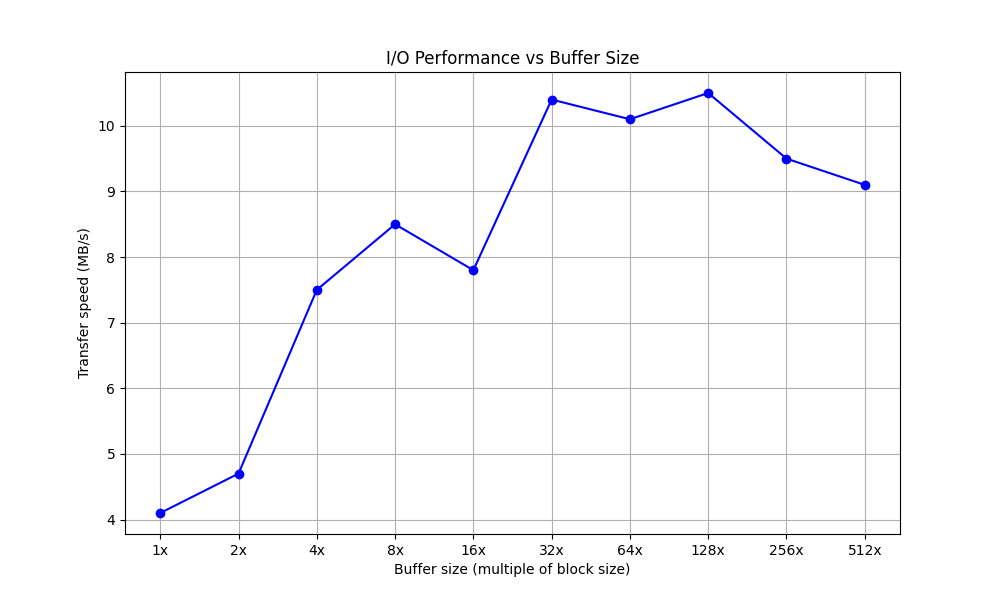 I/O Performance vs Buffer Size
Transfer speed (MB/s)
10
9
8
7
6
5
4
1x 2x 4x 8x 16x 32x 64x 128x 256x 512x
Buffer size (multiple of block size)